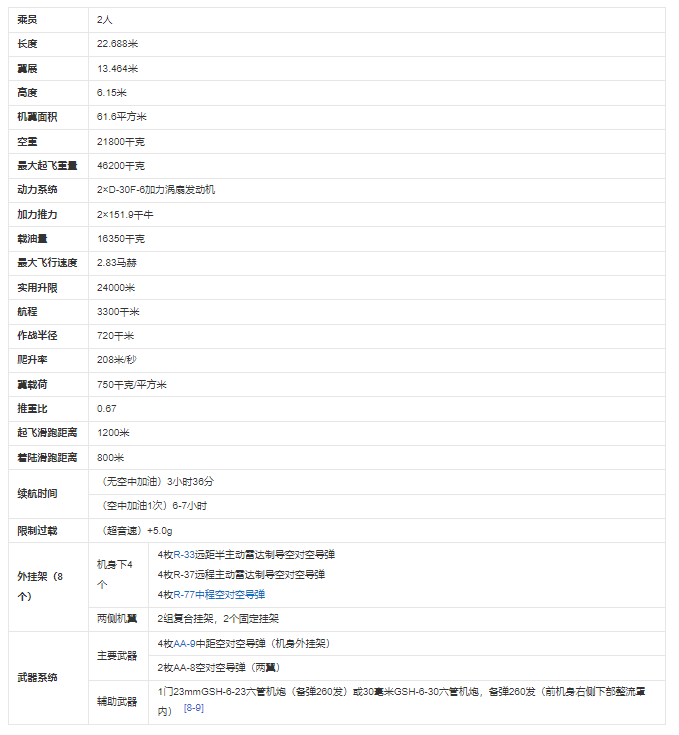 乘员 2人
长度 22.688米
翼展 13.464米
高度 6.15米
机翼面积 61.6平方米
空重 21800千克
最大起飞重量 46200千克
动力系统 2×D-30F-6加力涡扇发动机
加力推力 2×151.9千牛
载油量 16350千克
最大飞行速度 2.83马赫
实用升限 24000米
航程 3300千米
作战半径 720千米
爬升率 208米/秒
翼载荷 750千克/平方米
推重比 0.67
起飞滑跑距离 1200米
着陆滑跑距离 800米
续航时间
（无空中加油）3小时36分
（空中加油1次）6-7小时
限制过载 （超音速）+5.0g
外挂架（8
个）
机身下4
个
4枚R-33远距半主动雷达制导空对空导弹
4枚R-37远程主动雷达制导空对空导弹
4枚R-77中程空对空导弹
两侧机翼 2组复合挂架，2个固定挂架
武器系统
主要武器
4枚AA-9中距空对空导弹（机身外挂架）
2枚AA-8空对空导弹（两翼）
辅助武器
1门23mmGSH-6-23六管机炮（备弹260发）或30毫米GSH-6-30六管机炮，备弹260发（前机身右侧下部整流罩
内） [8-9]